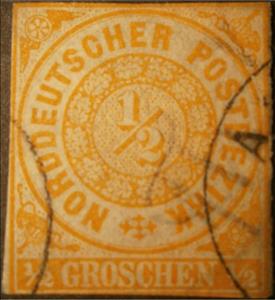 NORDDEUTSCHER POSTBEZIRK
1/2
1/2 GROSCHEN 1/2